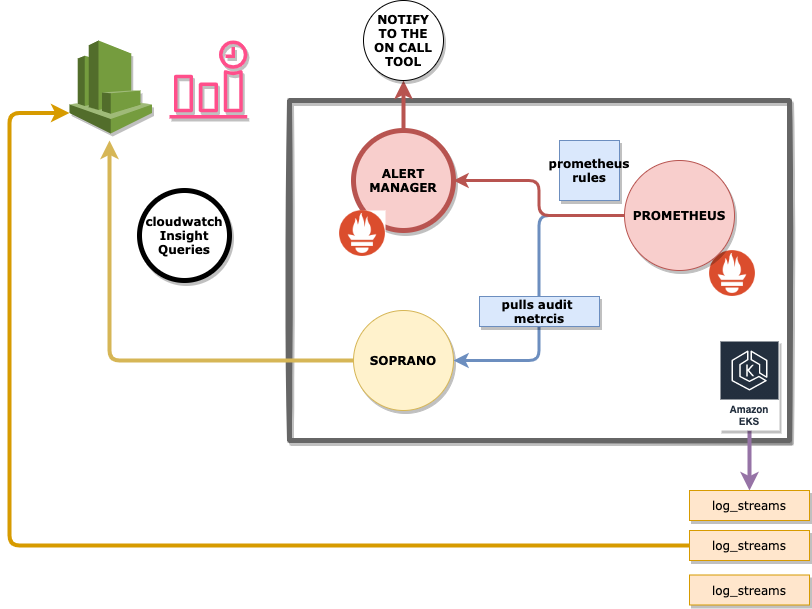 NOTIFY
TO THE
ON CALL
TOOL
ALERT
MANAGER
prometheus
rules
PROMETHEUS
cloudwatch
Insight
Queries
pulls audit
metrcis
SOPRANO
K
Amazon
EKS
log_streams
log_streams
log_streams